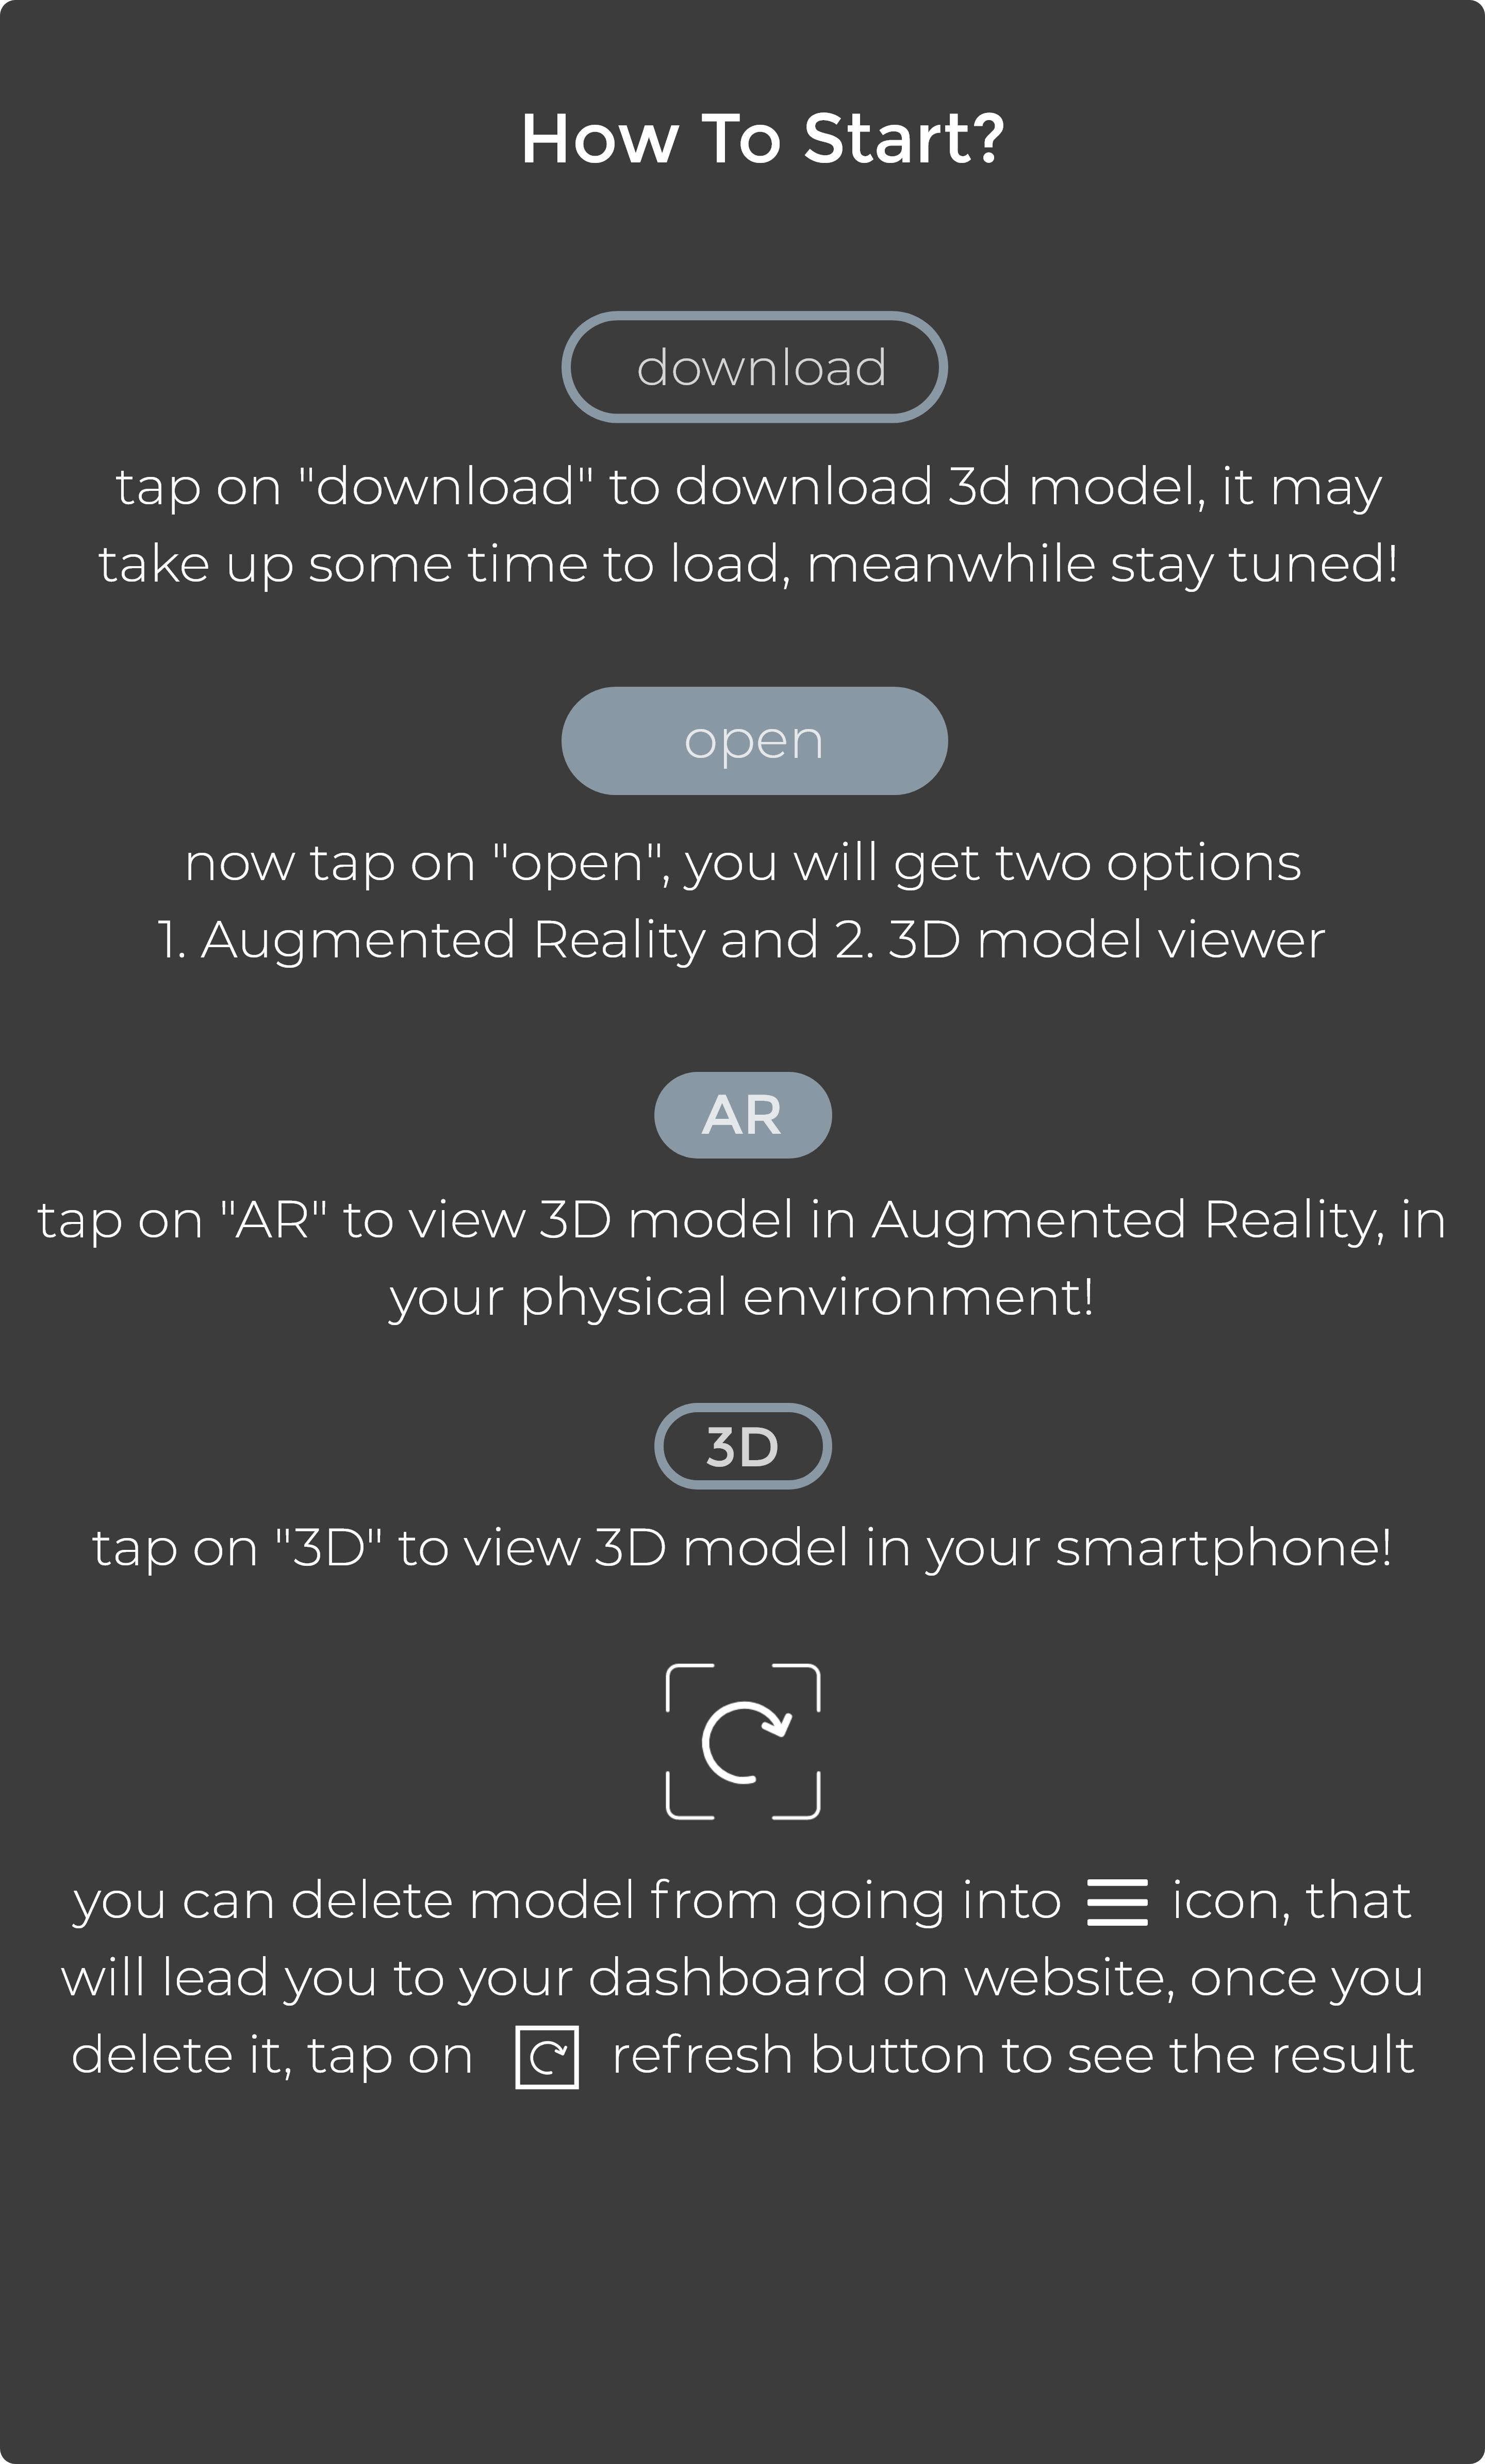 How To Start?
download
tap on "download" to download 3d model, it may
take up some time to load, meanwhile stay tuned!
open
now tap on "open", you will get two options
1. Augmented Reality and 2. 3D model viewer
AR
tap on "AR" to view 3D model in Augmented Reality, in
your physical environment!
3D
tap on "3D" to view 3D model in your smartphone!
you can delete model from going into icon, that
will lead you to your dashboard on website, once you
delete it, tap on refresh button to see the result